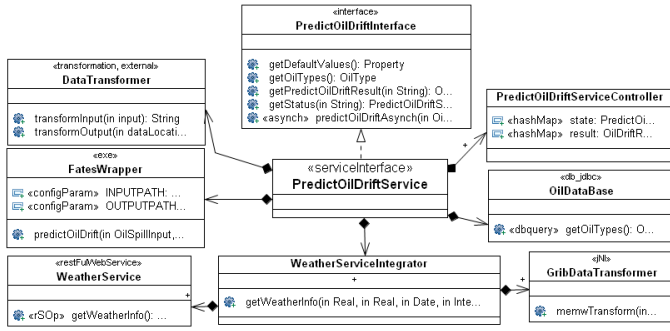 «interface»
PredictOilDriftInterface
getDefaultValues(): Property
getOilTypes(): OilType
getPredictOilDriftResult(in String): O...
getStatus(in String): PredictOilDriftS...
«asynch» predictOilDriftAsynch(in Oi...
«transformation, external»
DataTransformer
transformInput(in input): String
transformOutput(in dataLocati...
PredictOilDriftServiceController
«hashMap» state: PredictOi...
«hashMap» result: OilDriftR...
+
«exe»
FatesWrapper
«configParam» INPUTPATH: ...
«configParam» OUTPUTPATH...
predictOilDrift(in OilSpillInput,...
«serviceInterface»
PredictOilDriftService
«db_jdbc»
OilDataBase
«dbquery» getOilTypes(): O...
«restFulWebService»
WeatherService
+
«rSOp» getWeatherInfo(): ...
WeatherServiceIntegrator
+
getWeatherInfo(in Real, in Real, in Date, in Inte...
«jNI»
GribDataTransformer
+
memwTransform(in...